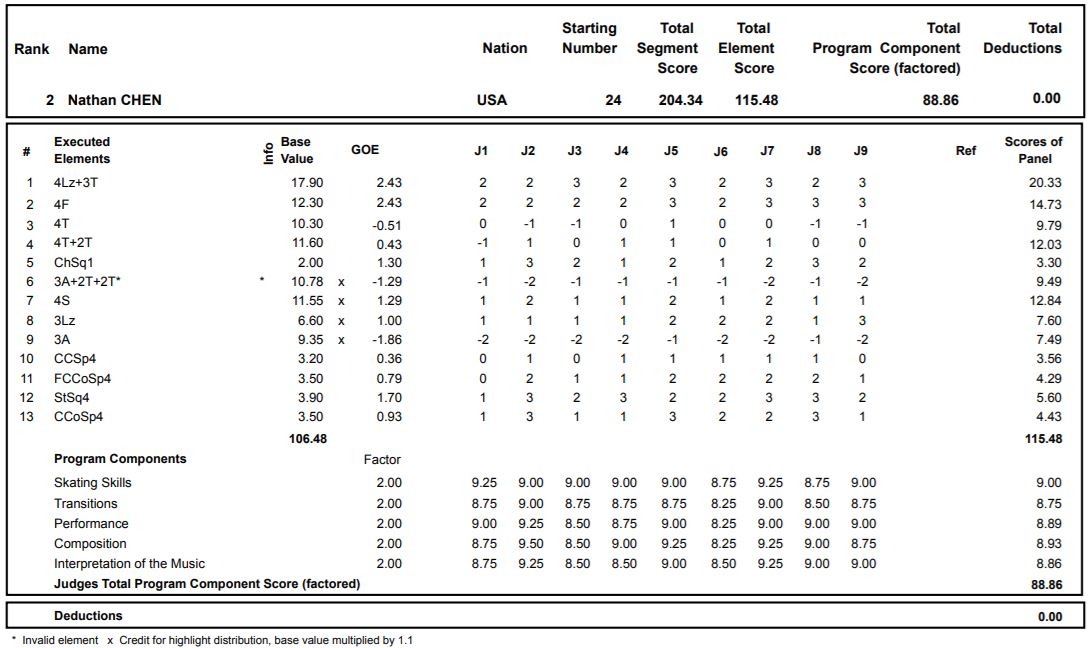 Rank Name Nation Starting Number Total Segment Score Total Element Score Total Program Component Score (factored) Total Deductions
2 Nathan CHEN USA 24 204.34 115.48 88.86 0.00
# Executed Elements Info Base Value GOE J1 J2 J3 J4 J5 J6 J7 J8 J9 Ref Scores of Panel
1 4Lz+3T 17.90 2.43 2 2 3 2 3 2 3 2 3 20.33
2 4F 12.30 2.43 2 2 2 2 3 2 3 3 3 14.73
3 4T 10.30 -0.51 0 -1 -1 0 1 0 0 -1 -1 9.79
4 4T+2T 11.60 0.43 -1 1 0 1 1 0 1 0 0 12.03
5 ChSq1 2.00 1.30 1 3 2 1 2 1 2 3 2 3.30
6 3A+2T+2T* * 10.78 x -1.29 -1 -2 -1 -1 -1 -1 -2 -1 -2 9.49
7 4S 11.55 x 1.29 1 2 1 1 2 1 2 1 1 12.84
8 3Lz 6.60 x 1.00 1 1 1 1 2 2 2 1 3 7.60
9 3A 9.35 x -1.86 -2 -2 -2 -2 -1 -2 -2 -1 -2 7.49
10 CCSp4 3.20 0.36 0 1 0 1 1 1 1 1 0 3.56
11 FCCoSp4 3.50 0.79 0 2 1 1 2 2 2 2 1 4.29
12 StSq4 3.90 1.70 1 3 2 3 2 2 3 3 2 5.60
13 CCoSp4 3.50 0.93 1 3 1 1 3 2 2 3 1 4.43
106.48 115.48
Program Components Factor
Skating Skills 2.00 9.25 9.00 9.00 9.00 9.00 8.75 9.25 8.75 9.00 9.00
Transitions 2.00 8.75 9.00 8.75 8.75 8.75 8.25 9.00 8.50 8.75 8.75
Performance 2.00 9.00 9.25 8.50 8.75 9.00 8.25 9.00 9.00 9.00 8.89
Composition 2.00 8.75 9.50 8.50 9.00 9.25 8.25 9.25 9.00 8.75 8.93
Interpretation of the Music 2.00 8.75 9.25 8.50 8.50 9.00 8.50 9.25 9.00 9.00 8.86
Judges Total Program Component Score (factored) 88.86
Deductions 0.00
* Invalid element x Credit for highlight distribution, base value multiplied by 1.1